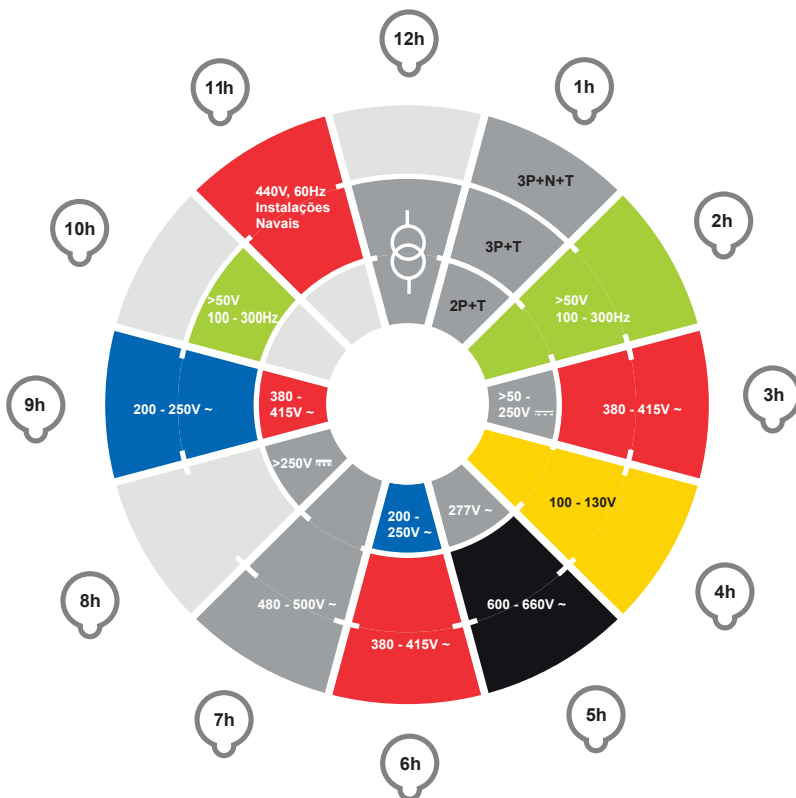 12h
1h
2h
3h
4h
5h
6h
7h
8h
9h
10h
11h
3P+N+T
3P+T
2P+T
>50V
100 - 300Hz
>50 -
250V
380 - 415V ~
100 - 130V
277V ~
600 - 660V ~
200 -
250V ~
380 - 415V ~
480 - 500V ~
>250V
200 - 250V ~
380 -
415V ~
>50V
100 - 300Hz
440V, 60Hz
Instalações
Navais